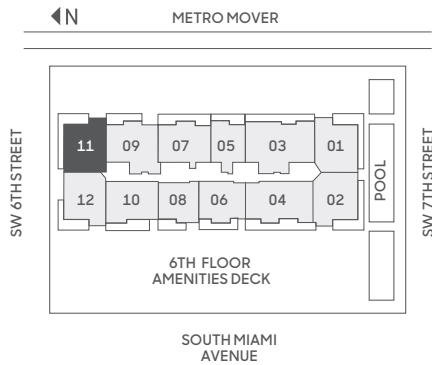 N
METRO MOVER
SW 6TH STREET
11 09 07 05 03 01
12 10 08 06 04 02
POOL
SW 7TH STREET
6TH FLOOR
AMENITIES DECK
SOUTH MIAMI
AVENUE